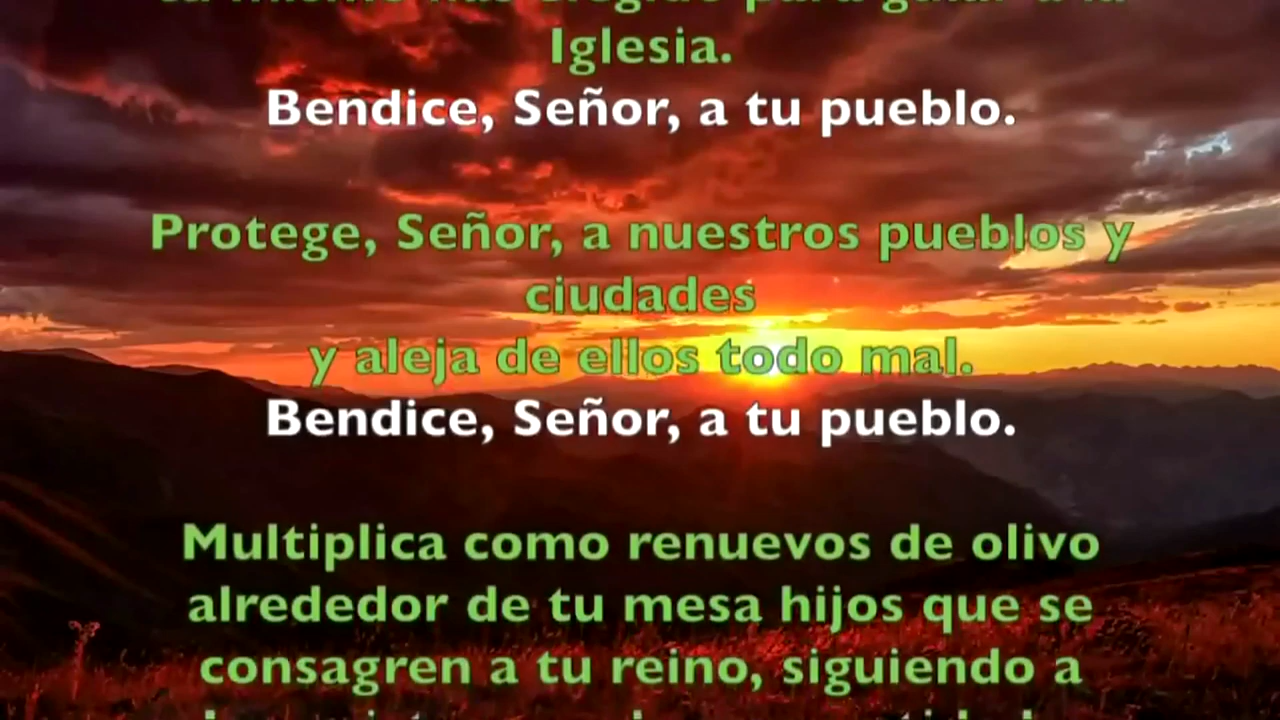 Iglesia.
Bendice, Señor, a tu pueblo.
Protege, Señor, a nuestros pueblos y
ciudades
y aleja de ellos todo mal.
Bendice, Señor, a tu pueblo.
Multiplica como renuevos de olivo
alrededor de tu mesa hijos que se
consagren a tu reino, siguiendo a